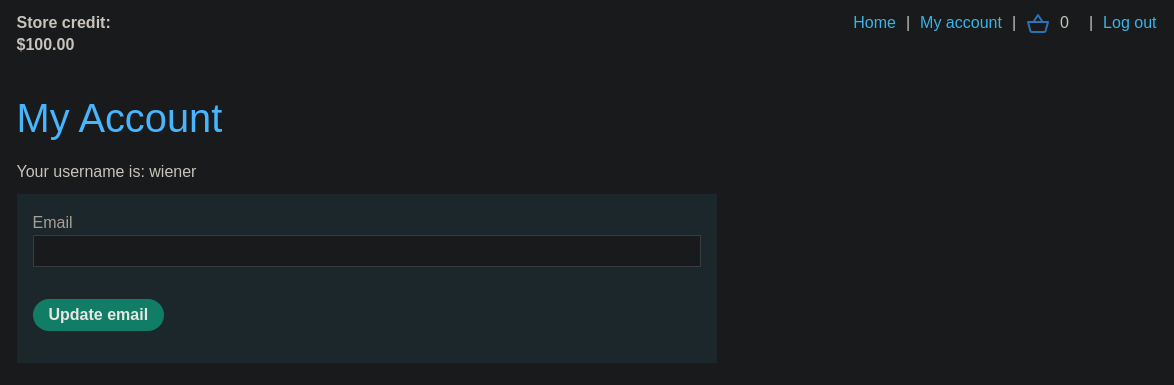 Store credit:
$100.00
Home | My account | 0 | Log out
My Account
Your username is: wiener
Email
Update email